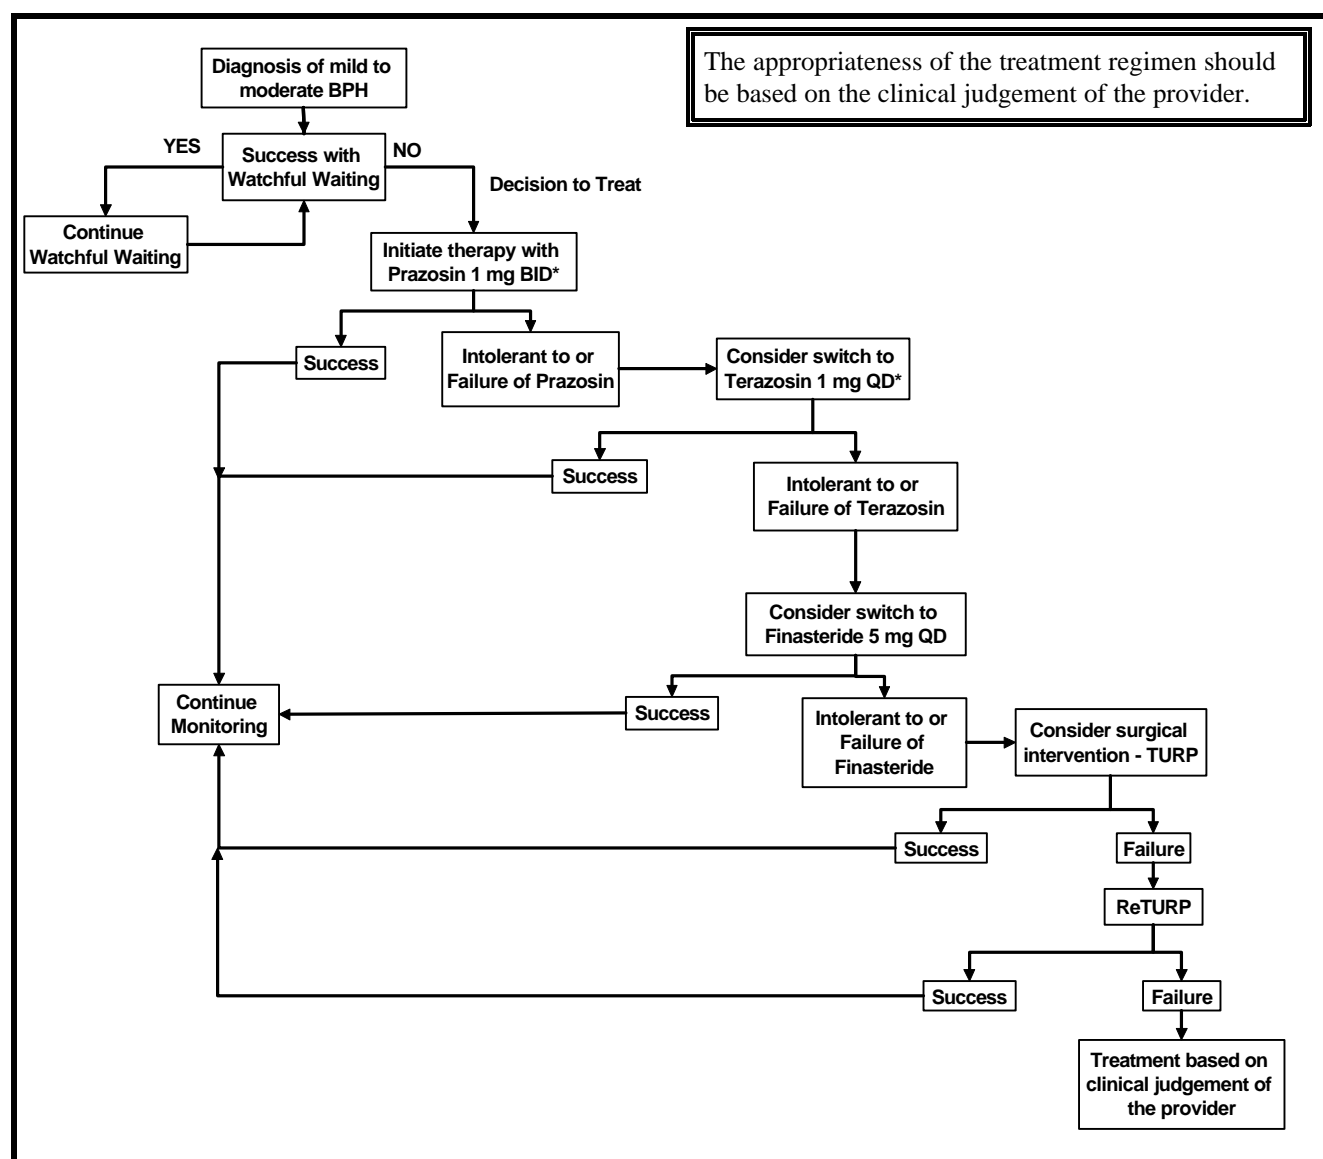 The appropriateness of the treatment regimen should
be based on the clinical judgement of the provider.
Diagnosis of mild to
moderate BPH
YES
Success with
Watchful Waiting
NO
Decision to Treat
Continue
Watchful Waiting
Initiate therapy with
Prazosin 1 mg BID*
Success
Intolerant to or
Failure of Prazosin
Consider switch to
Terazosin 1 mg QD*
Success
Intolerant to or
Failure of Terazosin
Consider switch to
Finasteride 5 mg QD
Continue
Monitoring
Success
Intolerant to or
Failure of
Finasteride
Consider surgical
intervention - TURP
Success
Failure
ReTURP
Success
Failure
Treatment based on
clinical judgement of
the provider